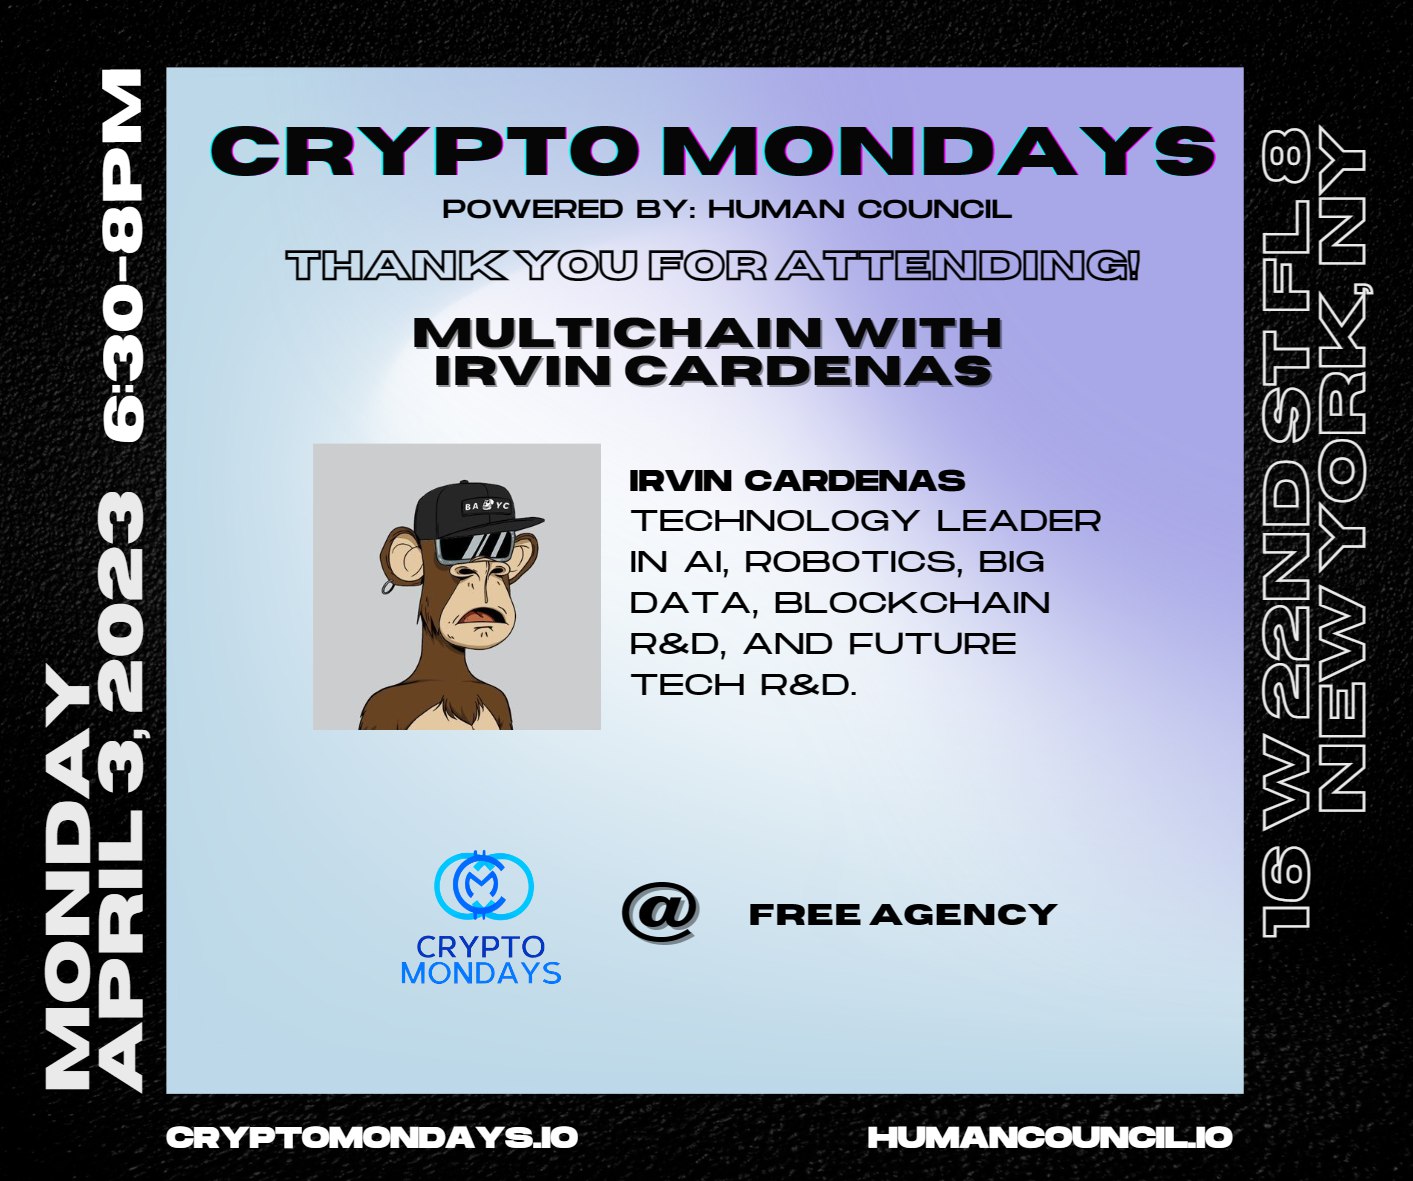 CRYPTO MONDAYS
POWERED BY: HUMAN COUNCIL
THANK YOU FOR ATTENDING!
MULTICHAIN WITH
IRVIN CARDENAS
BA YC
IRVIN CARDENAS
TECHNOLOGY LEADER
IN AI, ROBOTICS, BIG
DATA, BLOCKCHAIN
R&D, AND FUTURE
TECH R&D.
CRYPTO
MONDAYS
@
FREE AGENCY
MONDAY
APRIL 3, 2023 6:30-8PM
16 W 22ND ST FL 8
NEW YORK, NY
CRYPTOMONDAYS.IO
HUMANCOUNCIL.IO